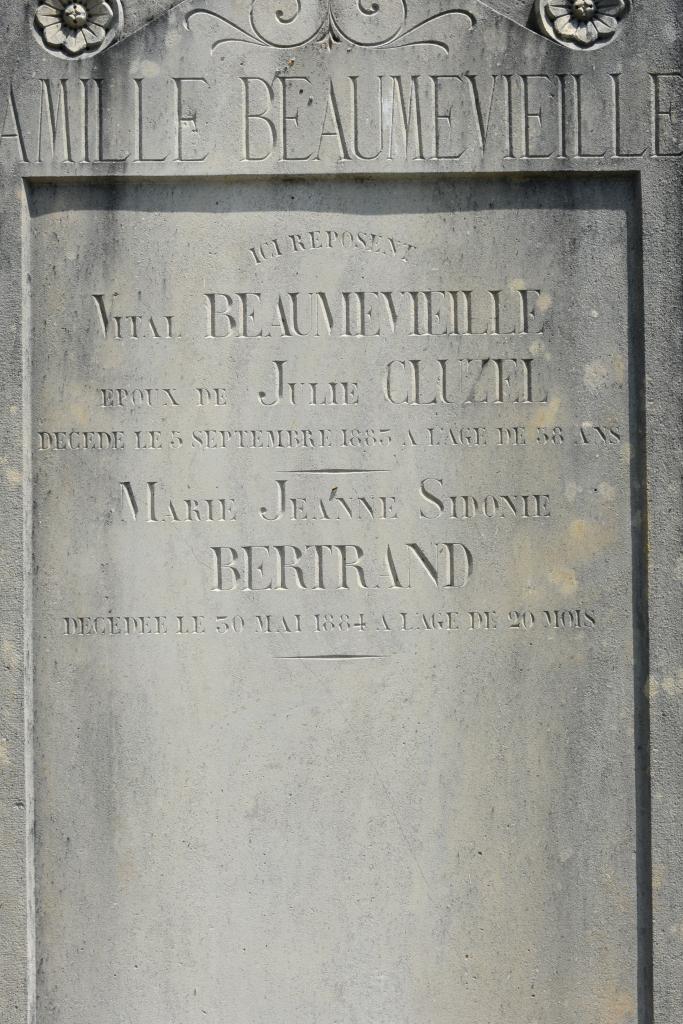 AMILLE BEAUMEVIEILLE
ICI REPOSENT
VITAL BEAUMEVIEILLE
EPOUX DE JULIE CLUZEL
DECEDE LE 5 SEPTEMBRE 1883 A L'AGE DE 58 ANS
MARIE JEANNE SIDONIE
BERTRAND
DECEDEE LE 30 MAI 1884 A L'AGE DE 20 MOIS